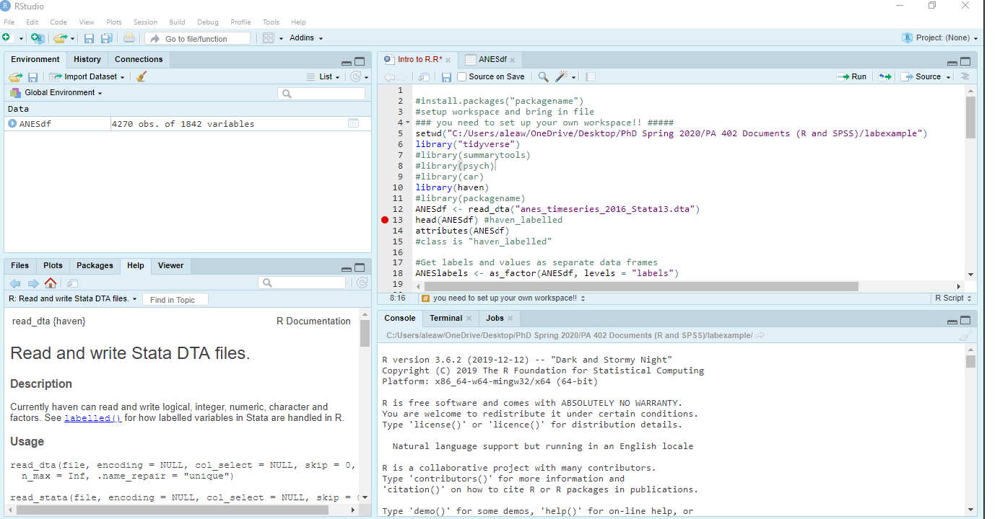 RStudio
File Edit Code View Plots Session Build Debug Profile Tools Help
Go to file/function Addins Project: (None)
Environment History Connections
Import Dataset List
Global Environment
Data
ANESdf 4270 obs. of 1842 variables
Files Plots Packages Help Viewer
R: Read and write Stata DTA files. Find in Topic
read_dta {haven} R Documentation
Read and write Stata DTA files.
Description
Currently haven can read and write logical, integer, numeric, character and
factors. See labelled() for how labelled variables in Stata are handled in R.
Usage
read_dta(file, encoding = NULL, col_select = NULL, skip = 0,
n_max = Inf, .name_repair = "unique")
read_stata(file, encoding = NULL, col_select = NULL, skip =
Intro to R.R* ANESdf
Source on Save Run Source
1
2 #install.packages("packagename")
3 #setup workspace and bring in file
4 ### you need to set up your own workspace!! #####
5 setwd("C:/Users/aleaw/OneDrive/Desktop/PhD Spring 2020/PA 402 Documents (R and SPSS)/labexample")
6 library("tidyverse")
7 #library(summarytools)
8 #library(psych)
9 #library(car)
10 library(haven)
11 #library(packagename)
12 ANESdf <- read_dta("anes_timeseries_2016_Stata13.dta")
13 head(ANESdf) #haven_labelled
14 attributes(ANESdf)
15 #class is "haven_labelled"
16
17 #Get labels and values as separate data frames
18 ANESlabels <- as_factor(ANESdf, levels = "labels")
19
8:16 # you need to set up your own workspace!! R Script
Console Terminal Jobs
C:/Users/aleaw/OneDrive/Desktop/PhD Spring 2020/PA 402 Documents (R and SPSS)/labexample/
R version 3.6.2 (2019-12-12) -- "Dark and Stormy Night"
Copyright (C) 2019 The R Foundation for Statistical Computing
Platform: x86_64-w64-mingw32/x64 (64-bit)
R is free software and comes with ABSOLUTELY NO WARRANTY.
You are welcome to redistribute it under certain conditions.
Type 'license()' or 'licence()' for distribution details.
Natural language support but running in an English locale
R is a collaborative project with many contributors.
Type 'contributors()' for more information and
'citation()' on how to cite R or R packages in publications.
Type 'demo()' for some demos, 'help()' for on-line help, or